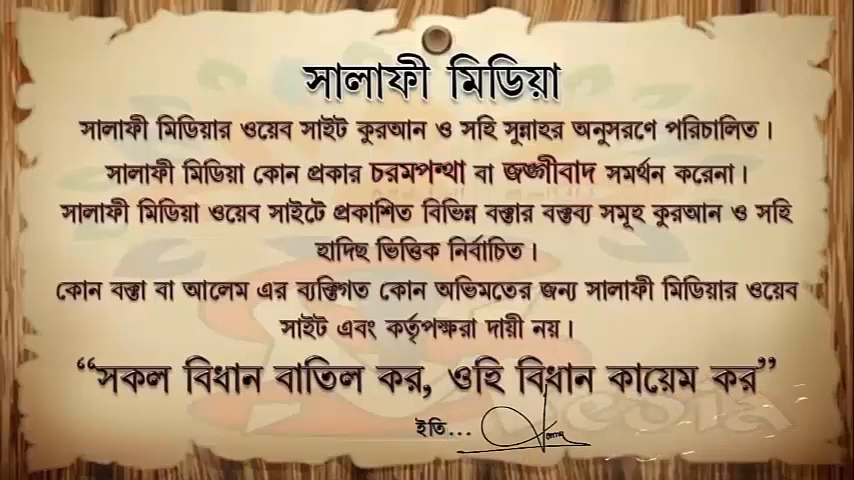 সালাফী মিডিয়া
সালাফী মিডিয়ার ওয়েব সাইট কুরআন ও সহি সুন্নাহর অনুসরণে পরিচালিত।
সালাফী মিডিয়া কোন প্রকার চরমপন্থা বা জঙ্গীবাদ সমর্থন করেনা।
সালাফী মিডিয়া ওয়েব সাইটে প্রকাশিত বিভিন্ন বক্তার বক্তব্য সমূহ কুরআন ও সহি
হাদিছ ভিত্তিক নির্বাচিত।
কোন বক্তা বা আলেম এর ব্যক্তিগত কোন অভিমতের জন্য সালাফী মিডিয়ার ওয়েব
সাইট এবং কর্তৃপক্ষরা দায়ী নয়।
“সকল বিধান বাতিল কর, ওহি বিধান কায়েম কর”
ইতি...